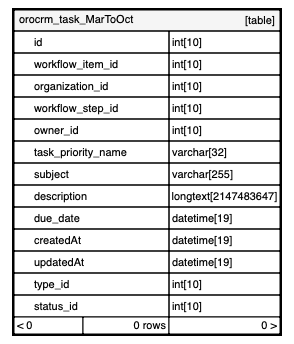 orocrm_task_MarToOct [table]
id int[10]
workflow_item_id int[10]
organization_id int[10]
workflow_step_id int[10]
owner_id int[10]
task_priority_name varchar[32]
subject varchar[255]
description longtext[2147483647]
due_date datetime[19]
createdAt datetime[19]
updatedAt datetime[19]
type_id int[10]
status_id int[10]
< 0 0 rows 0 >